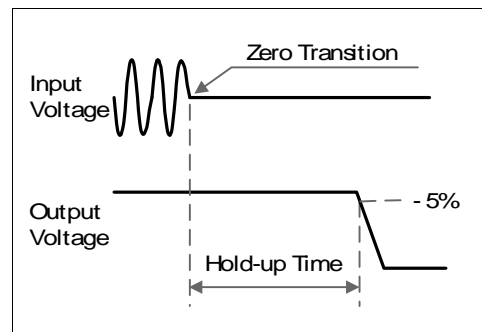 Zero Transition
Input
Voltage
- 5%
Output
Voltage
Hold-up Time